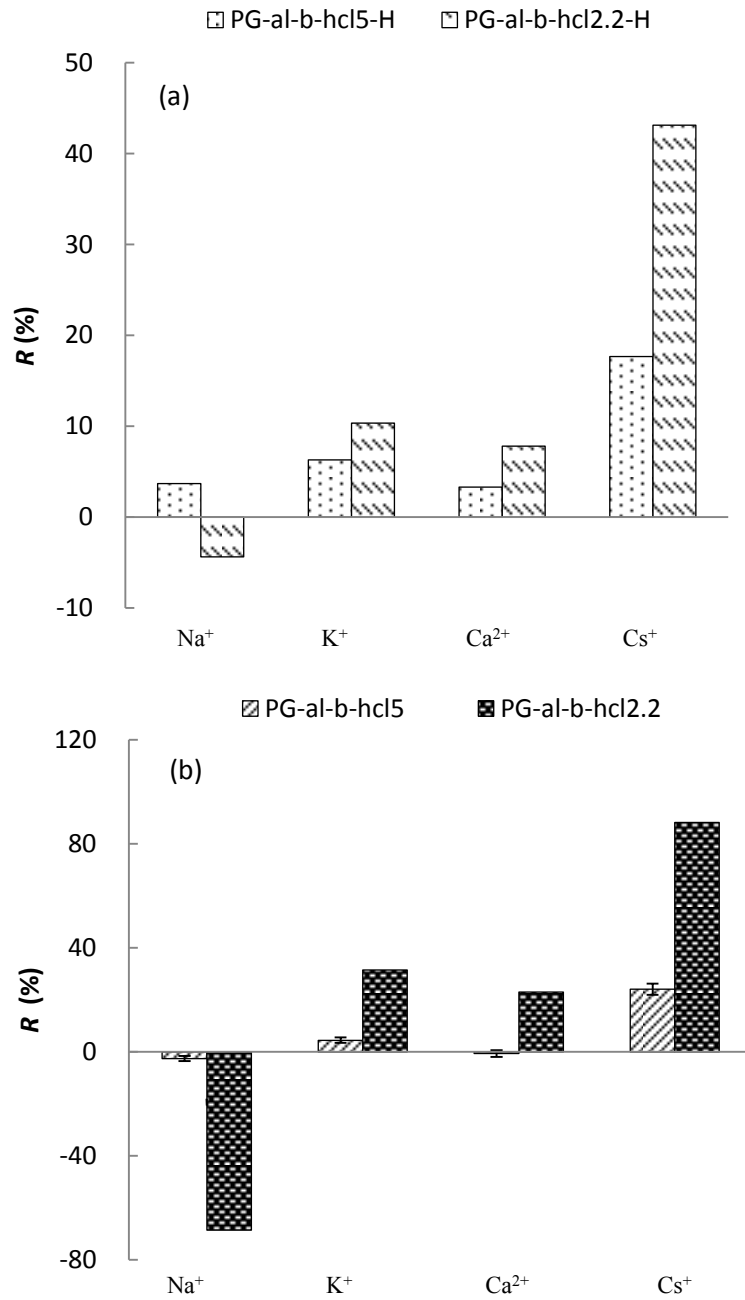 PG-al-b-hcl5-H PG-al-b-hcl2.2-H
50
(a)
40
30
20
10
0
-10
R (%)
Na⁺ K⁺ Ca²⁺ Cs⁺
PG-al-b-hcl5 PG-al-b-hcl2.2
120
(b)
80
40
0
-40
-80
R (%)
Na⁺ K⁺ Ca²⁺ Cs⁺